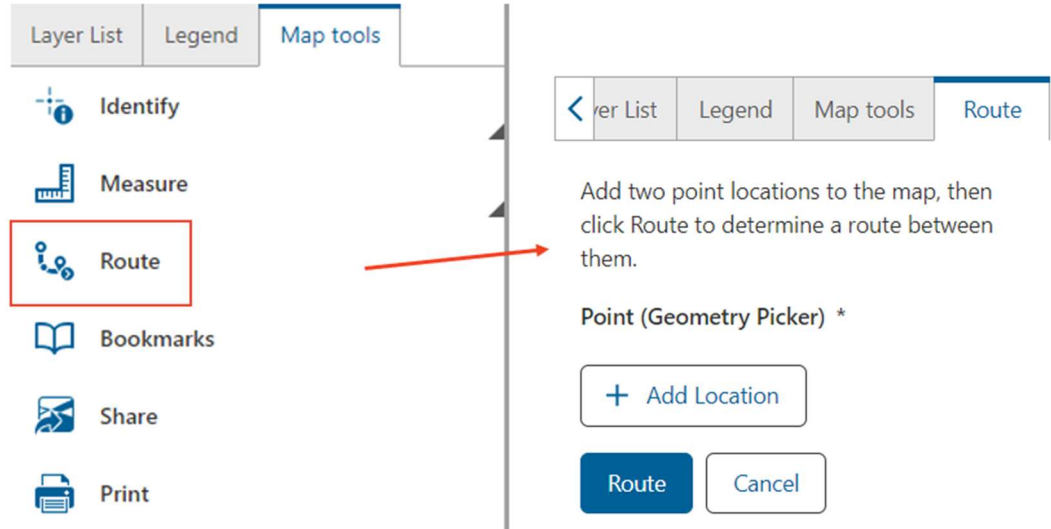 Layer List
Legend
Map tools
Identify
Measure
Route
Bookmarks
Share
Print
yer List
Legend
Map tools
Route
Add two point locations to the map, then
click Route to determine a route between
them.
Point (Geometry Picker) *
+ Add Location
Route
Cancel